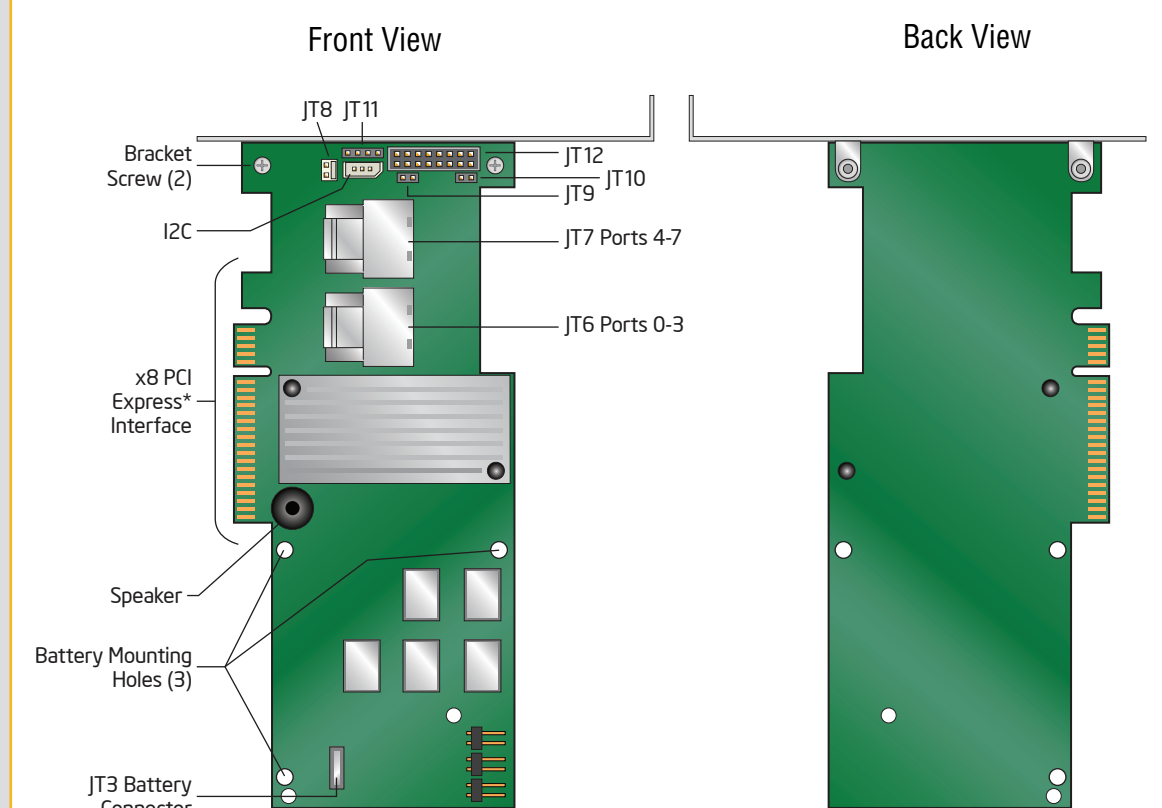 Front View
Back View
JT8 JT11
Bracket
Screw (2)
JT12
JT10
JT9
I2C
JT7 Ports 4-7
JT6 Ports 0-3
x8 PCI
Express*
Interface
Speaker
Battery Mounting
Holes (3)
JT3 Battery
Connector